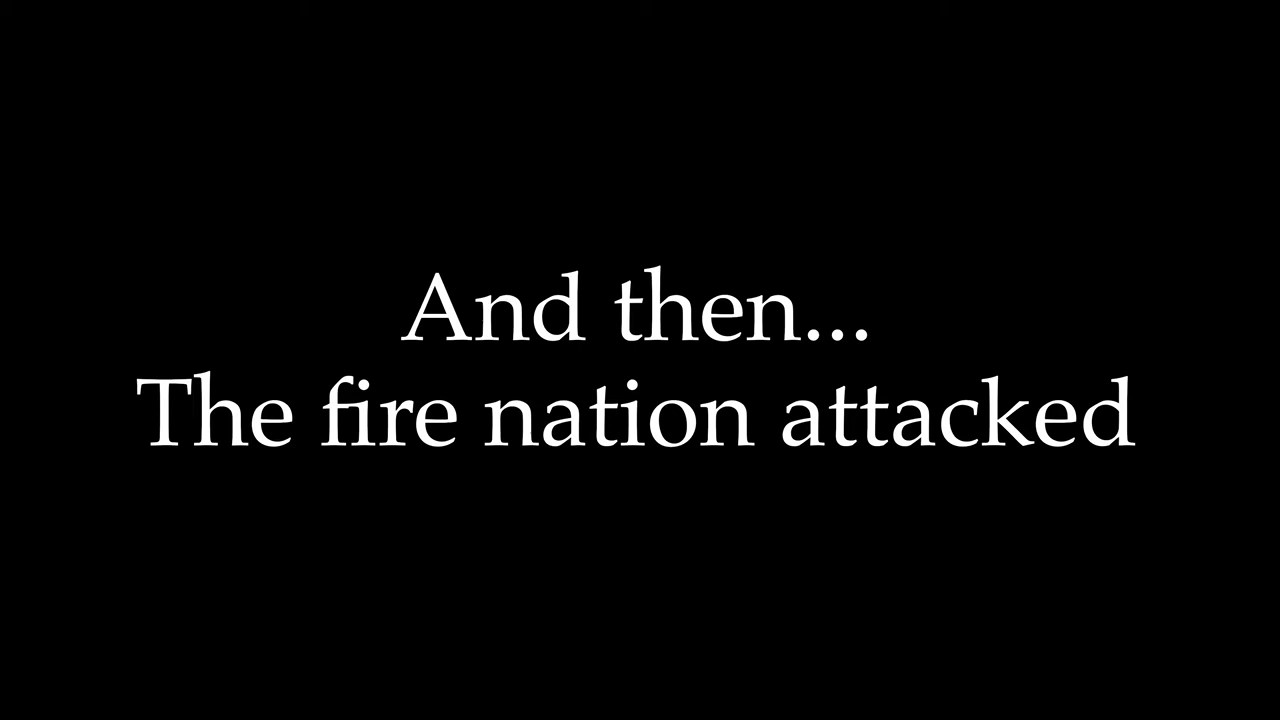 And then...
The fire nation attacked